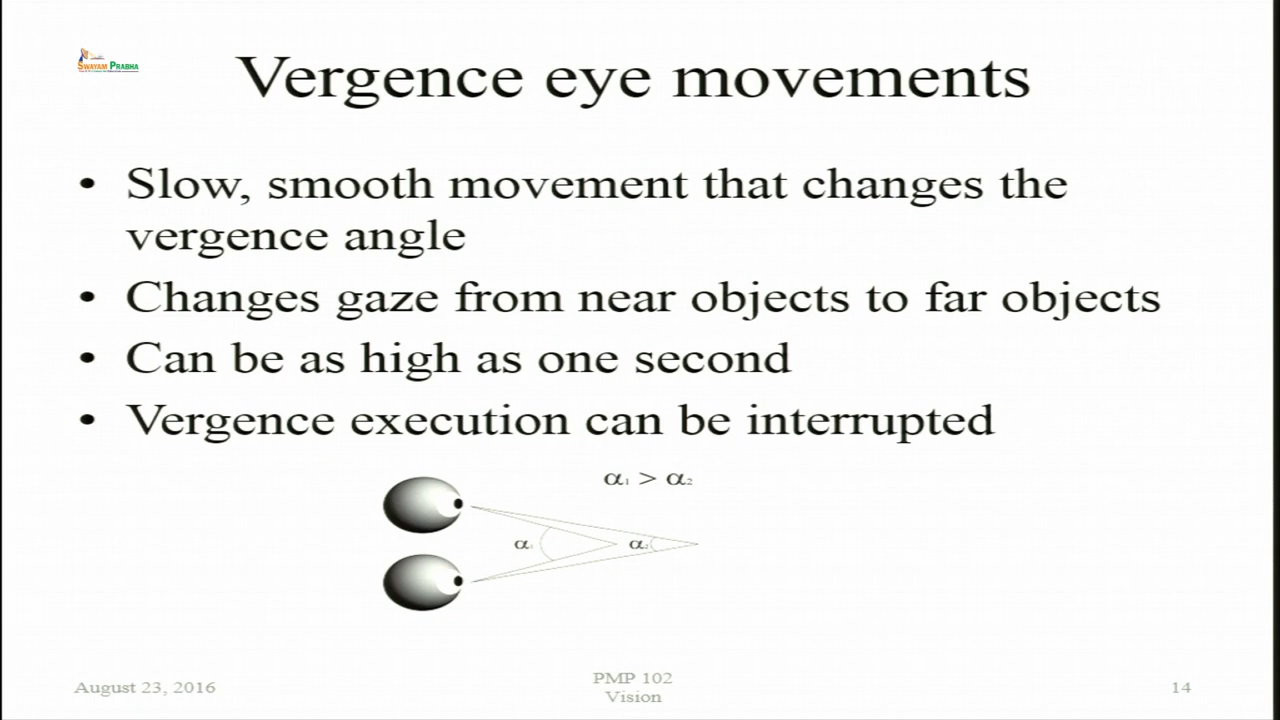 SWAYAM PRABHA
Vergence eye movements
• Slow, smooth movement that changes the
vergence angle
• Changes gaze from near objects to far objects
• Can be as high as one second
• Vergence execution can be interrupted
α₁ > α₂
α₁ α₂
August 23, 2016
PMP 102
Vision
14